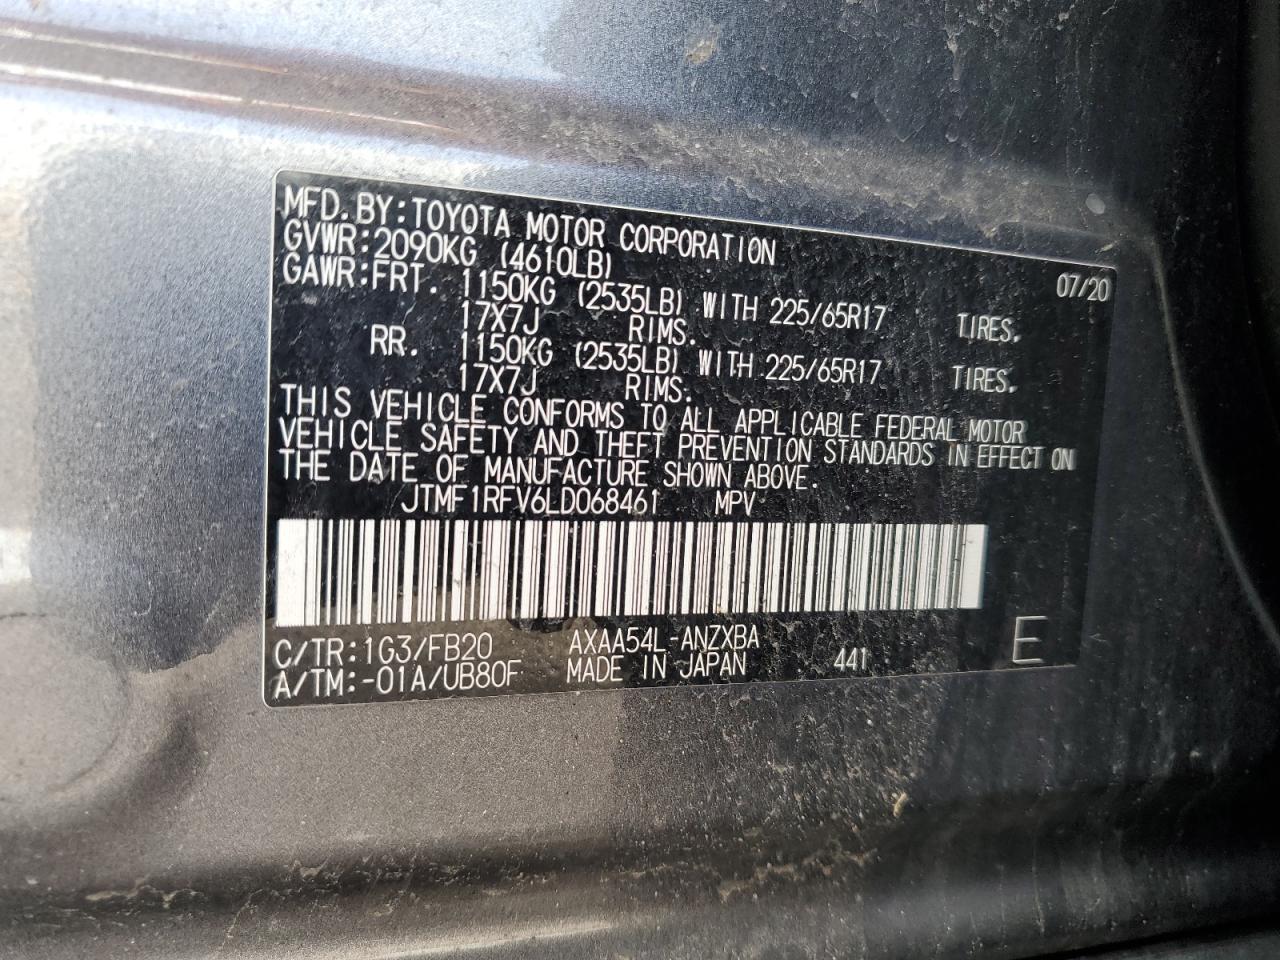 MFD.BY:TOYOTA MOTOR CORPORATION 07/20
GVWR:2090KG (4610LB)
GAWR:FRT. 1150KG (2535LB) WITH 225/65R17 TIRES.
17X7J RIMS.
RR. 1150KG (2535LB) WITH 225/65R17 TIRES.
17X7J RIMS.
THIS VEHICLE CONFORMS TO ALL APPLICABLE FEDERAL MOTOR
VEHICLE SAFETY AND THEFT PREVENTION STANDARDS IN EFFECT ON
THE DATE OF MANUFACTURE SHOWN ABOVE.
JTMF1RFV6LD068461 MPV
C/TR:1G3/FB20 AXAA54L-ANZXBA
A/TM:-01A/UB80F MADE IN JAPAN 441 E